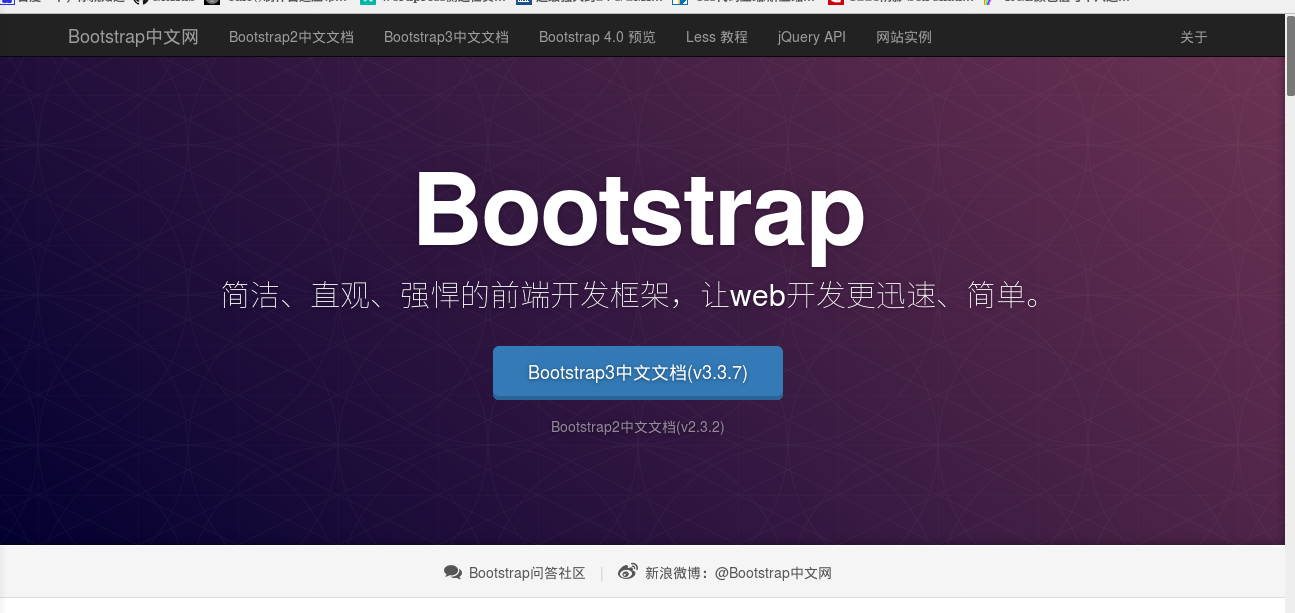 Bootstrap中文网 Bootstrap2中文文档 Bootstrap3中文文档 Bootstrap 4.0 预览 Less 教程 jQuery API 网站实例 关于
Bootstrap
简洁、直观、强悍的前端开发框架，让web开发更迅速、简单。
Bootstrap3中文文档(v3.3.7)
Bootstrap2中文文档(v2.3.2)
Bootstrap问答社区 | 新浪微博：@Bootstrap中文网